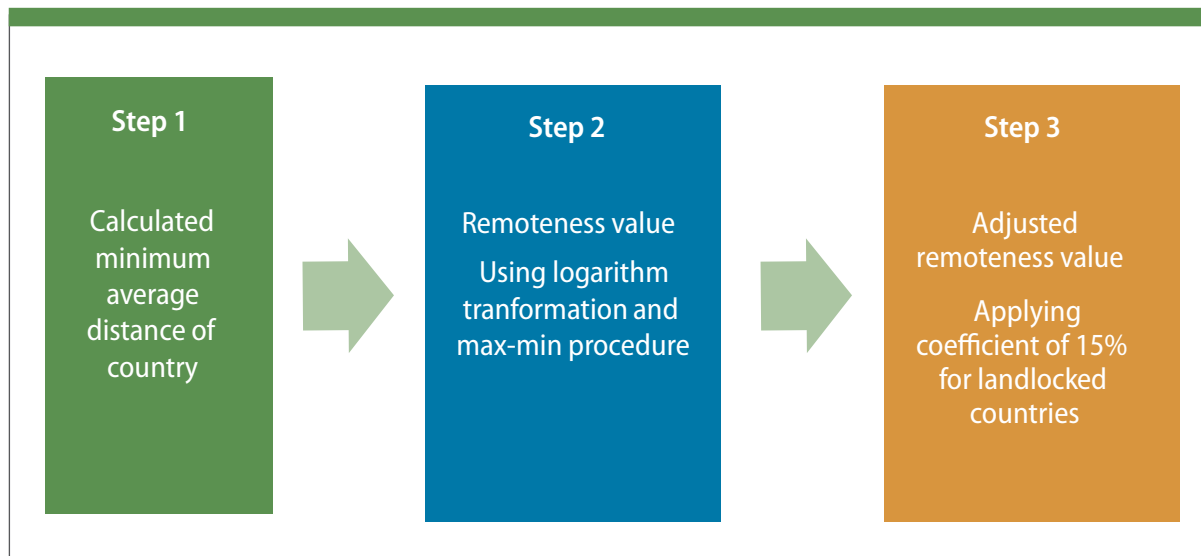 Step 1
Calculated
minimum
average
distance of
country
Step 2
Remoteness value
Using logarithm
tranformation and
max-min procedure
Step 3
Adjusted
remoteness value
Applying
coefficient of 15%
for landlocked
countries